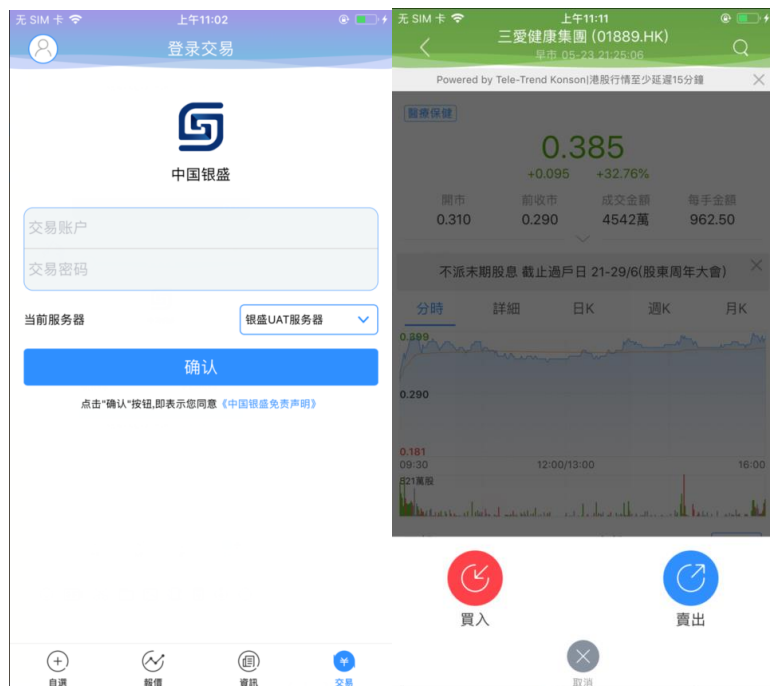 无 SIM 卡
上午11:02
登录交易
中国银盛
交易账户
交易密码
当前服务器
银盛UAT服务器
确认
点击"确认"按钮,即表示您同意《中国银盛免责声明》
自選
報價
資訊
交易
无 SIM 卡
上午11:11
三愛健康集團 (01889.HK)
早市 05-23 21:25:06
Powered by Tele-Trend Konson|港股行情至少延遲15分鐘
醫療保健
0.385
+0.095 +32.76%
開市 前收市 成交金額 每手金額
0.310 0.290 4542萬 962.50
不派末期股息 截止過戶日 21-29/6(股東周年大會)
分時 詳細 日K 週K 月K
0.399
0.290
0.181
09:30 12:00/13:00 16:00
821萬股
買入 賣出
取消